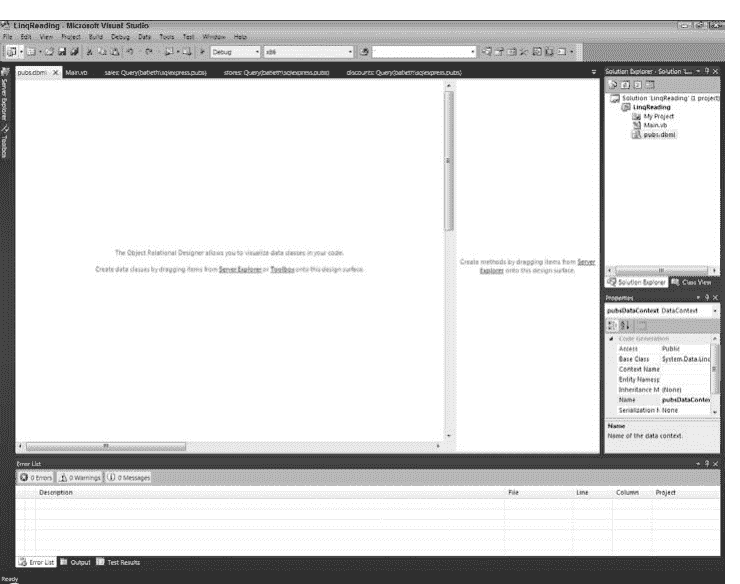 LinqReading - Microsoft Visual Studio
File Edit View Project Build Debug Data Tools Test Window Help
Debug x86
pubs.dbml X Main.vb
Solution Explorer - Solution 'L...
Server Explorer
Toolbox
Solution 'LinqReading' (1 project)
LinqReading
My Project
Main.vb
pubs.dbml
The Object Relational Designer allows you to visualize data classes in your code.
Create data classes by dragging items from Server Explorer or Toolbox onto this design surface.
Create methods by dragging items from Server
Explorer onto this design surface.
Solution Explorer Class View
Properties
pubsDataContext DataContext
Code Generation
Access Public
Base Class System.Data.Linq
Context Name
Entity Namesp
Inheritance M (None)
Name pubsDataContex
Serialization M None
Name
Name of the data context.
Error List
0 Errors 0 Warnings 0 Messages
Description File Line Column Project
Error List Output Test Results
Ready